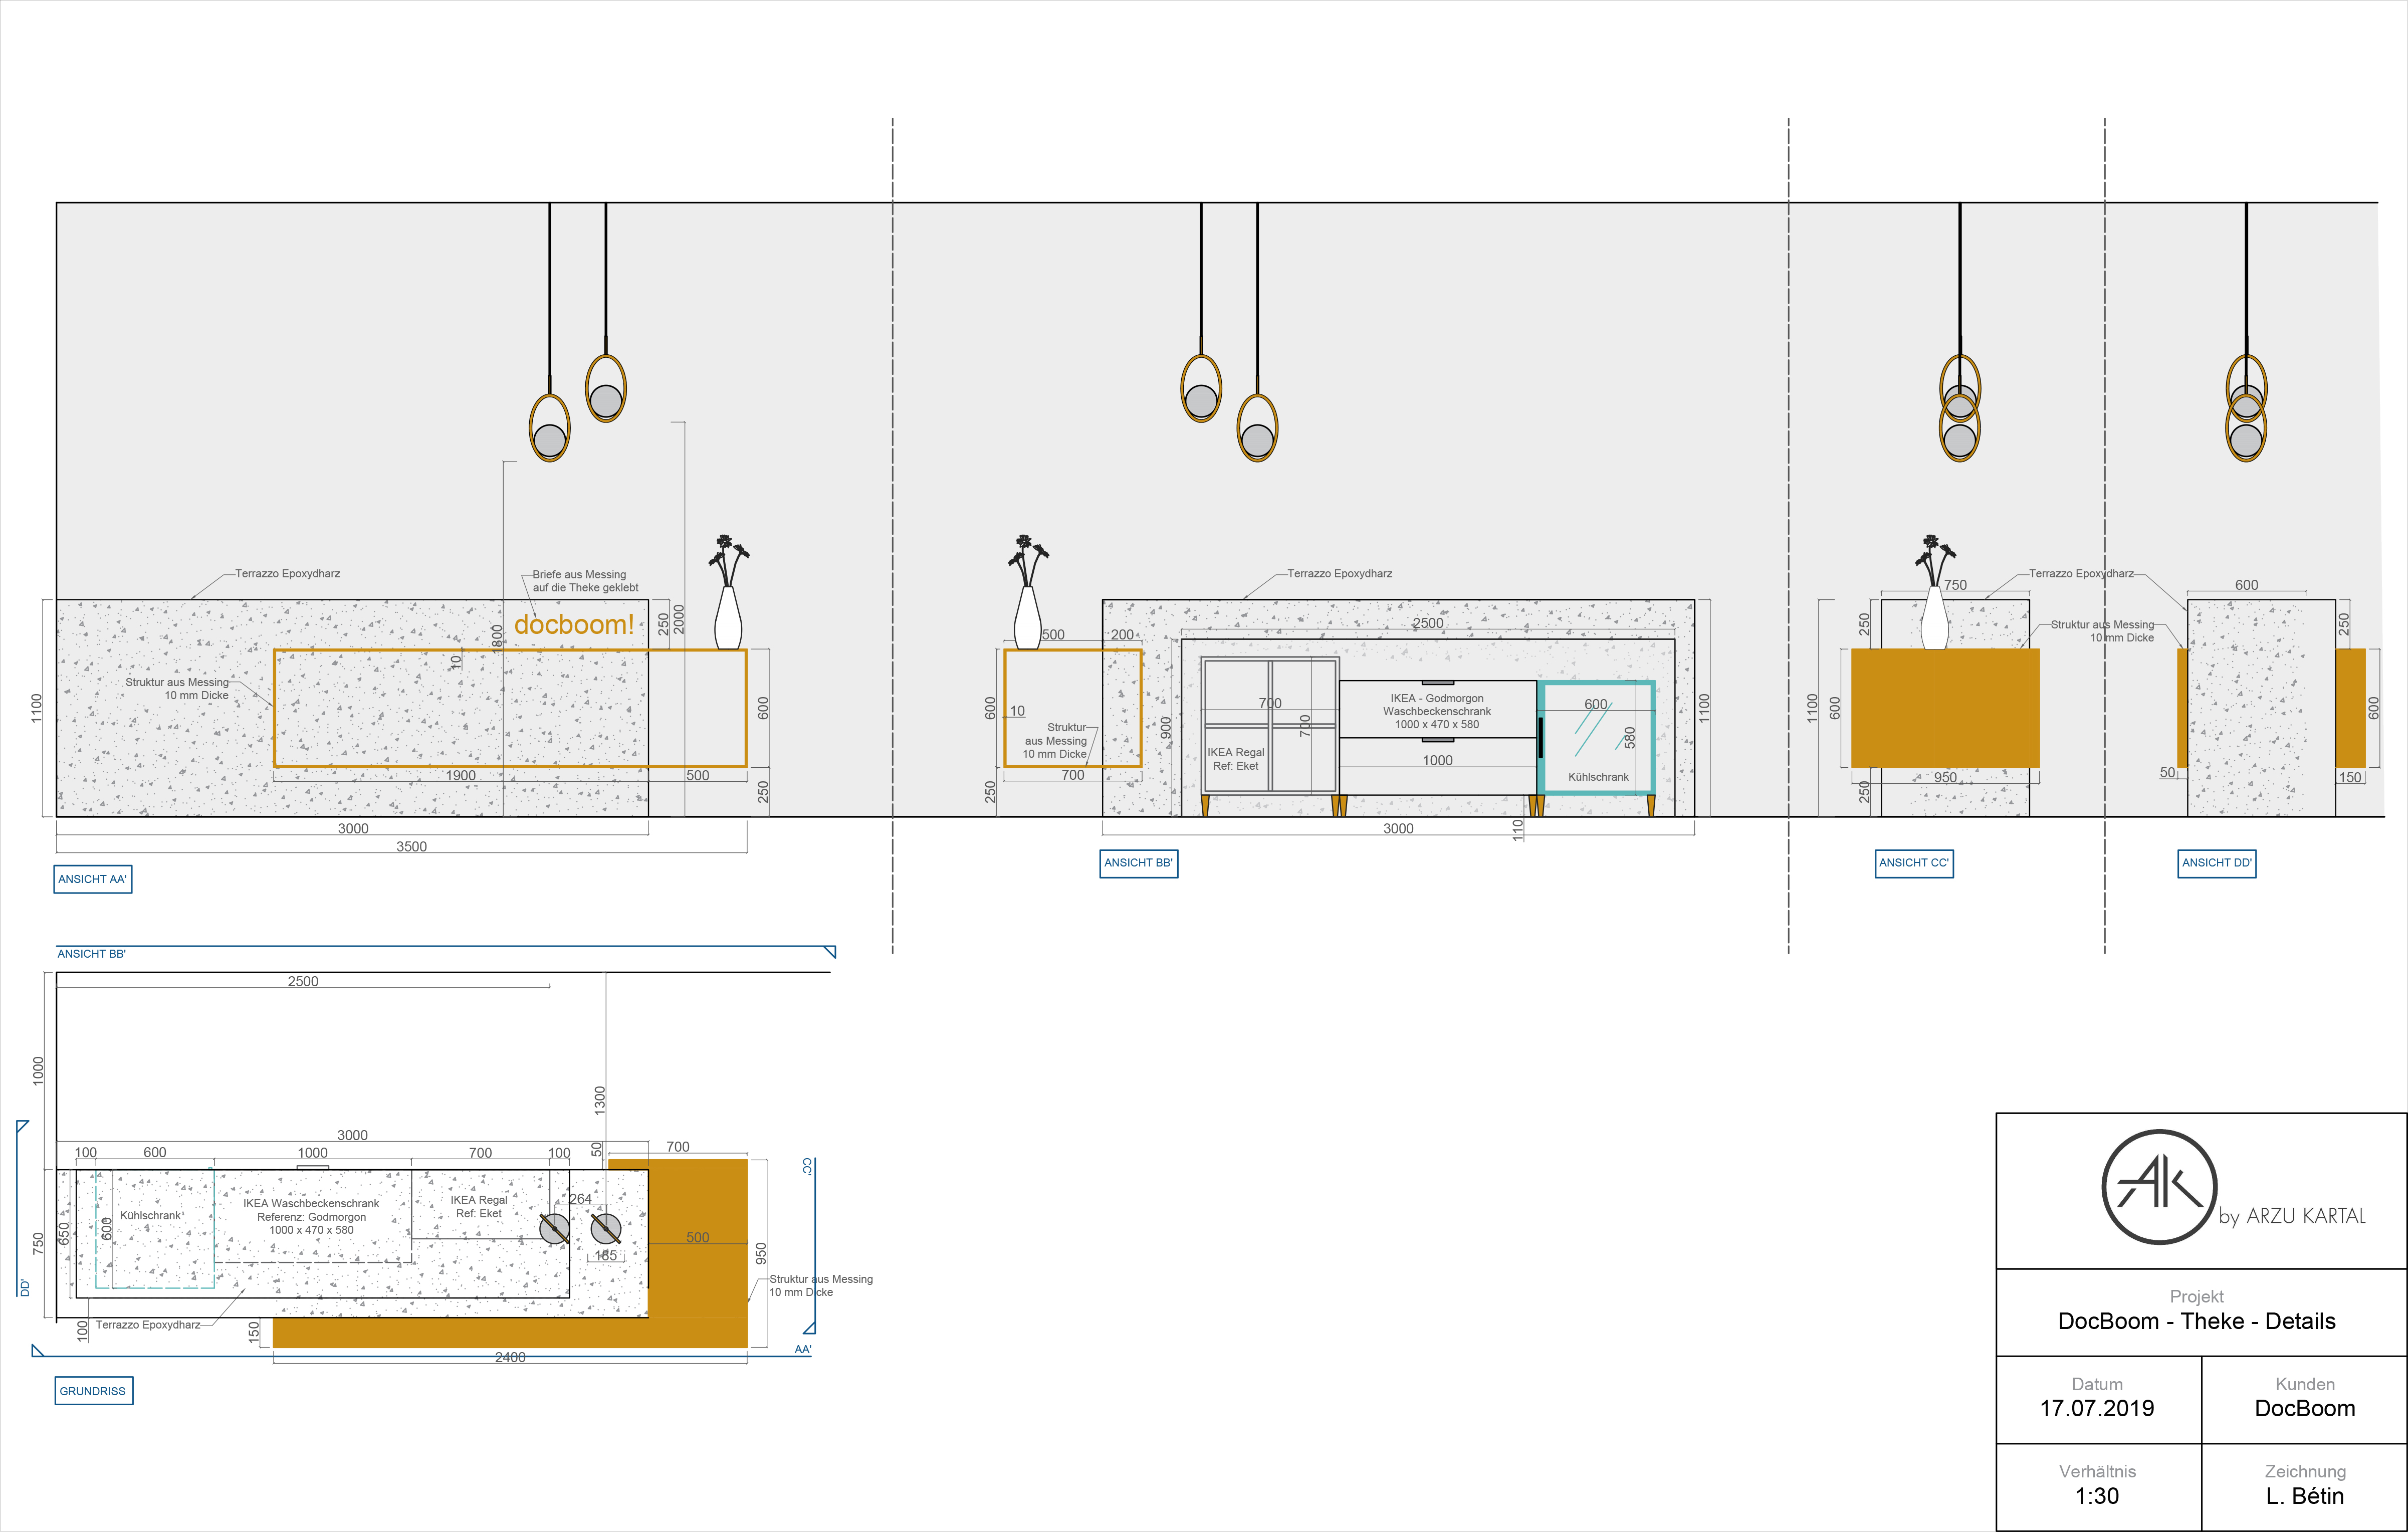 Terrazzo Epoxydharz
Briefe aus Messing
auf die Theke geklebt
docboom!
250
2000
1800
10
Struktur aus Messing
10 mm Dicke
1100
600
1900
500
250
3000
3500
ANSICHT AA'
Terrazzo Epoxydharz
500
200
2500
600
10
Struktur
aus Messing
10 mm Dicke
700
250
900
700
700
IKEA Regal
Ref: Eket
IKEA - Godmorgon
Waschbeckenschrank
1000 x 470 x 580
1000
600
580
Kühlschrank
1100
110
3000
ANSICHT BB'
Terrazzo Epoxydharz
750
250
Struktur aus Messing
10 mm Dicke
1100
600
950
250
ANSICHT CC'
600
250
600
50
150
ANSICHT DD'
ANSICHT BB'
2500
1000
1300
3000
100
600
1000
700
100
50
700
750
650
600
Kühlschrank
IKEA Waschbeckenschrank
Referenz: Godmorgon
1000 x 470 x 580
IKEA Regal
Ref: Eket
264
185
500
950
CC'
DD'
Struktur aus Messing
10 mm Dicke
100
Terrazzo Epoxydharz
150
2400
AA'
GRUNDRISS
AK
by ARZU KARTAL
Projekt
DocBoom - Theke - Details
Datum
17.07.2019
Kunden
DocBoom
Verhältnis
1:30
Zeichnung
L. Bétin